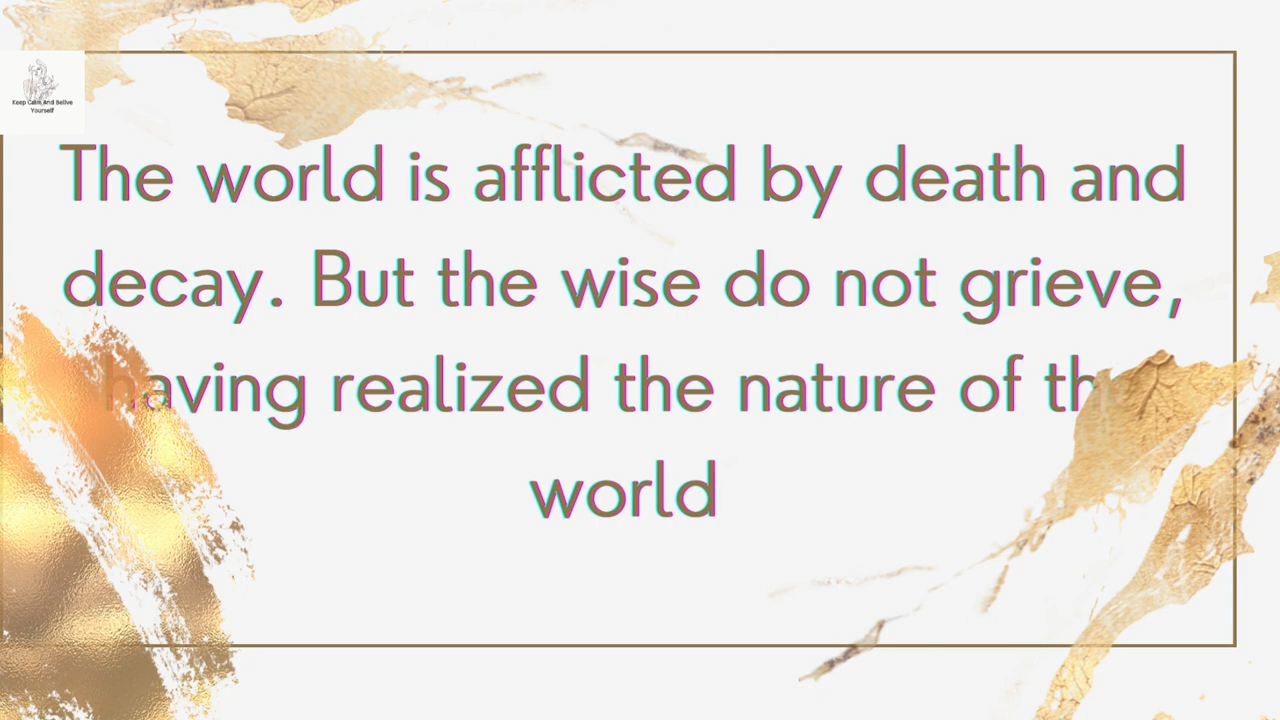 Keep Calm And Belive
Yourself
The world is afflicted by death and
decay. But the wise do not grieve,
having realized the nature of the
world